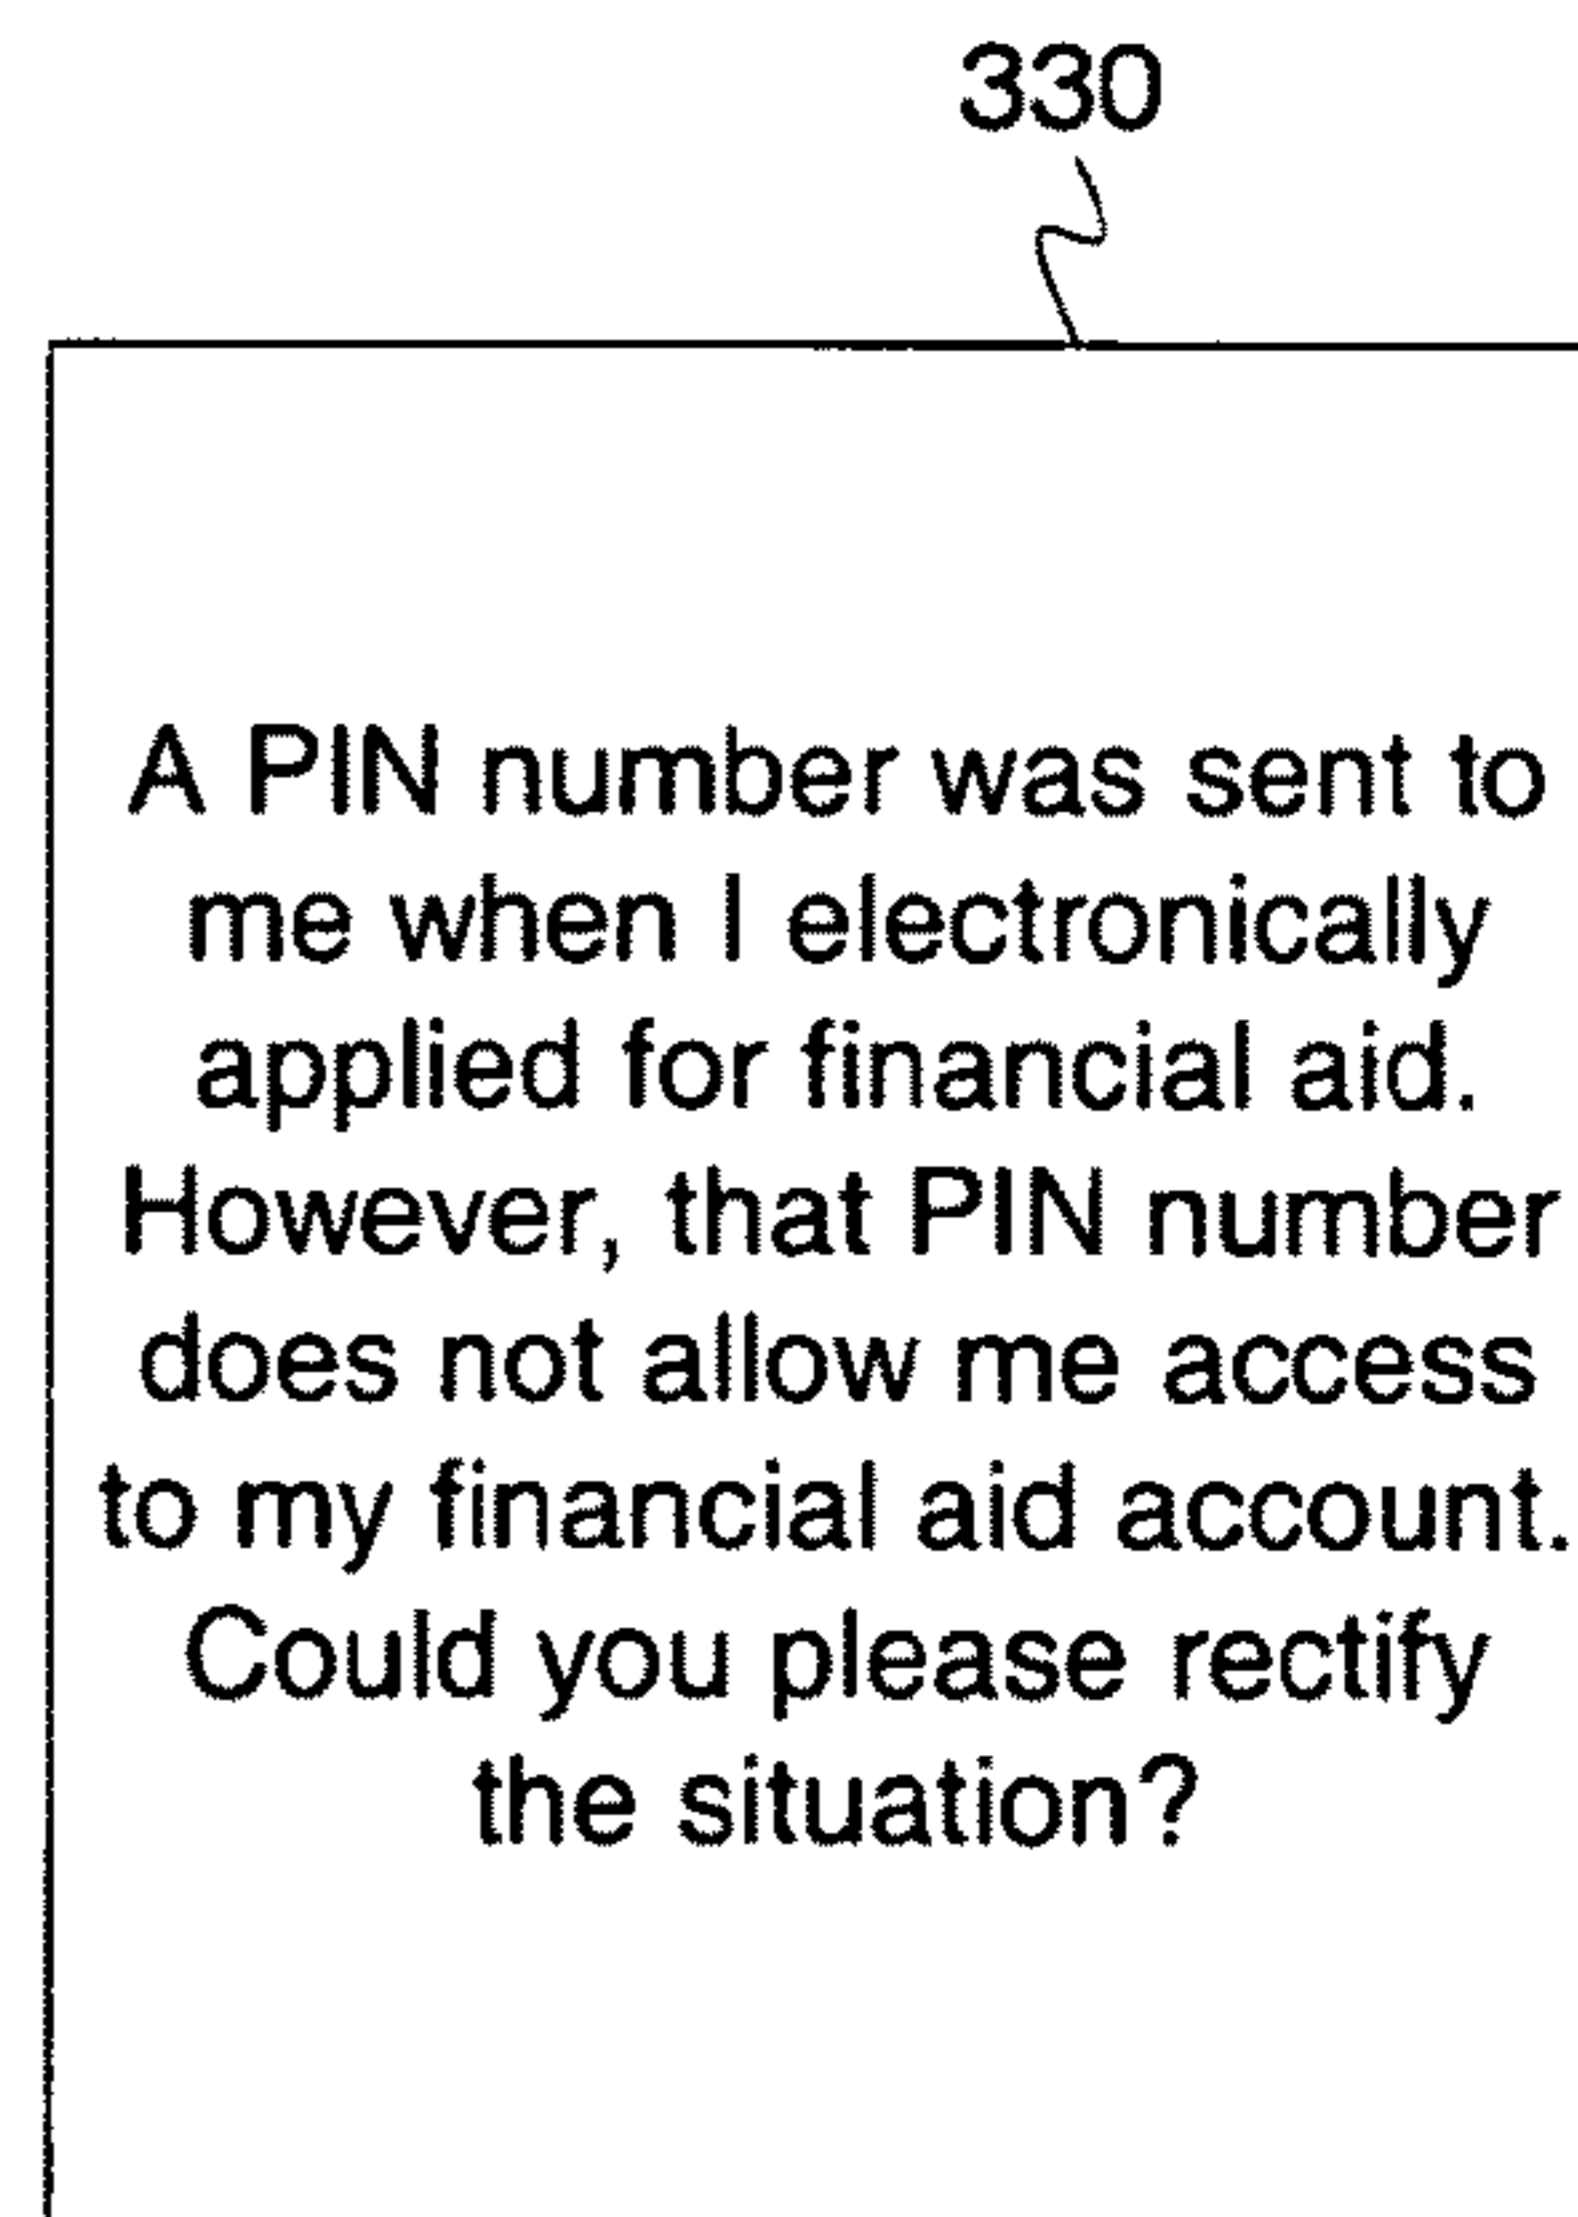 330
A PIN number was sent to
me when I electronically
applied for financial aid.
However, that PIN number
does not allow me access
to my financial aid account.
Could you please rectify
the situation?